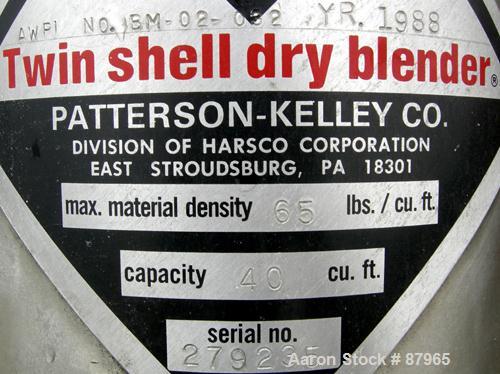 AWPI NO. BM-02-032 YR. 1988
Twin shell dry blender®
PATTERSON-KELLEY CO.
DIVISION OF HARSCO CORPORATION
EAST STROUDSBURG, PA 18301
max. material density 65 lbs. / cu. ft.
capacity 40 cu. ft.
serial no.
Aaron Stock # 87965